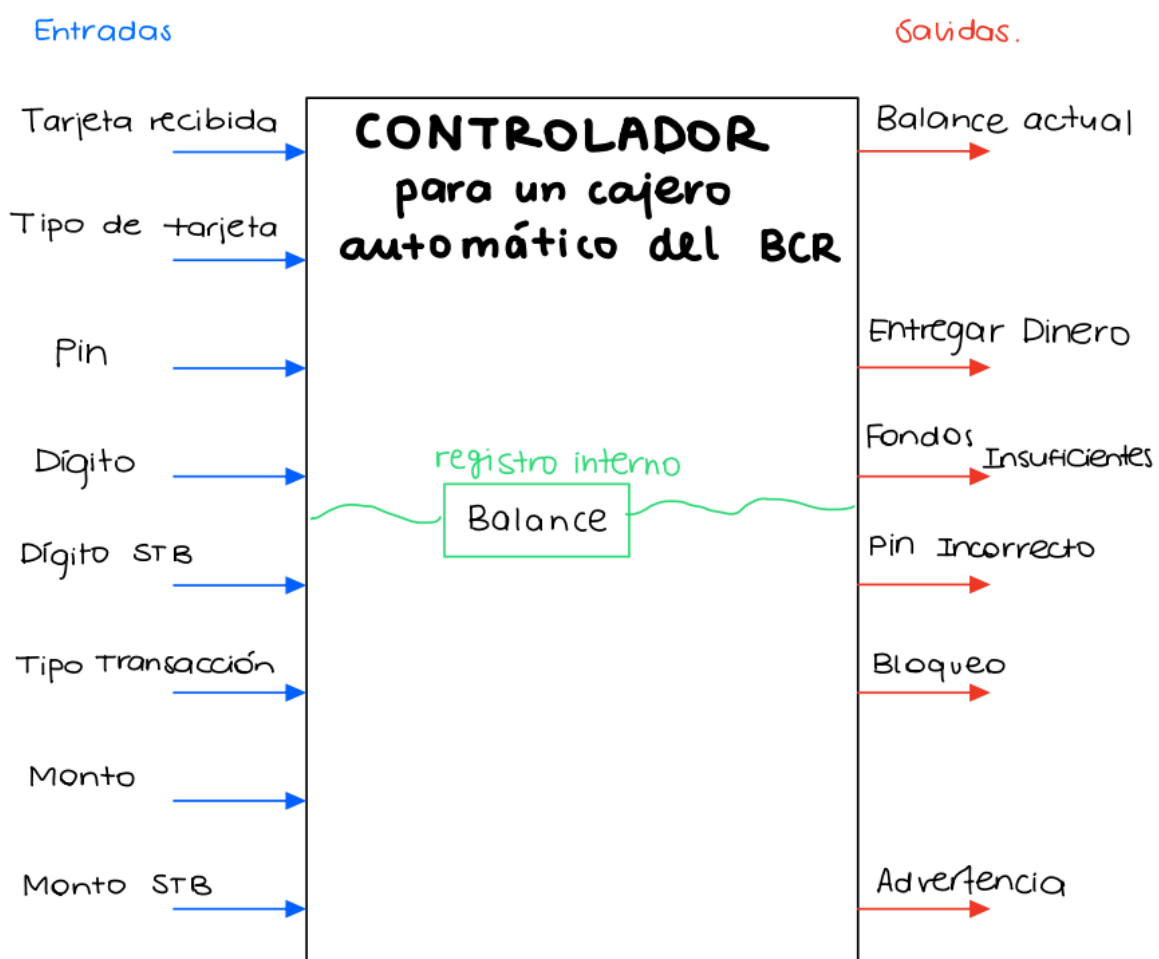 Entradas
Salidas.
Tarjeta recibida
CONTROLADOR
Balance actual
Tipo de tarjeta
para un cajero
automático del BCR
Pin
Entregar Dinero
Dígito
registro interno
Fondos
Insuficientes
Balance
Dígito STB
Pin Incorrecto
Tipo Transacción
Bloqueo
Monto
Monto STB
Advertencia